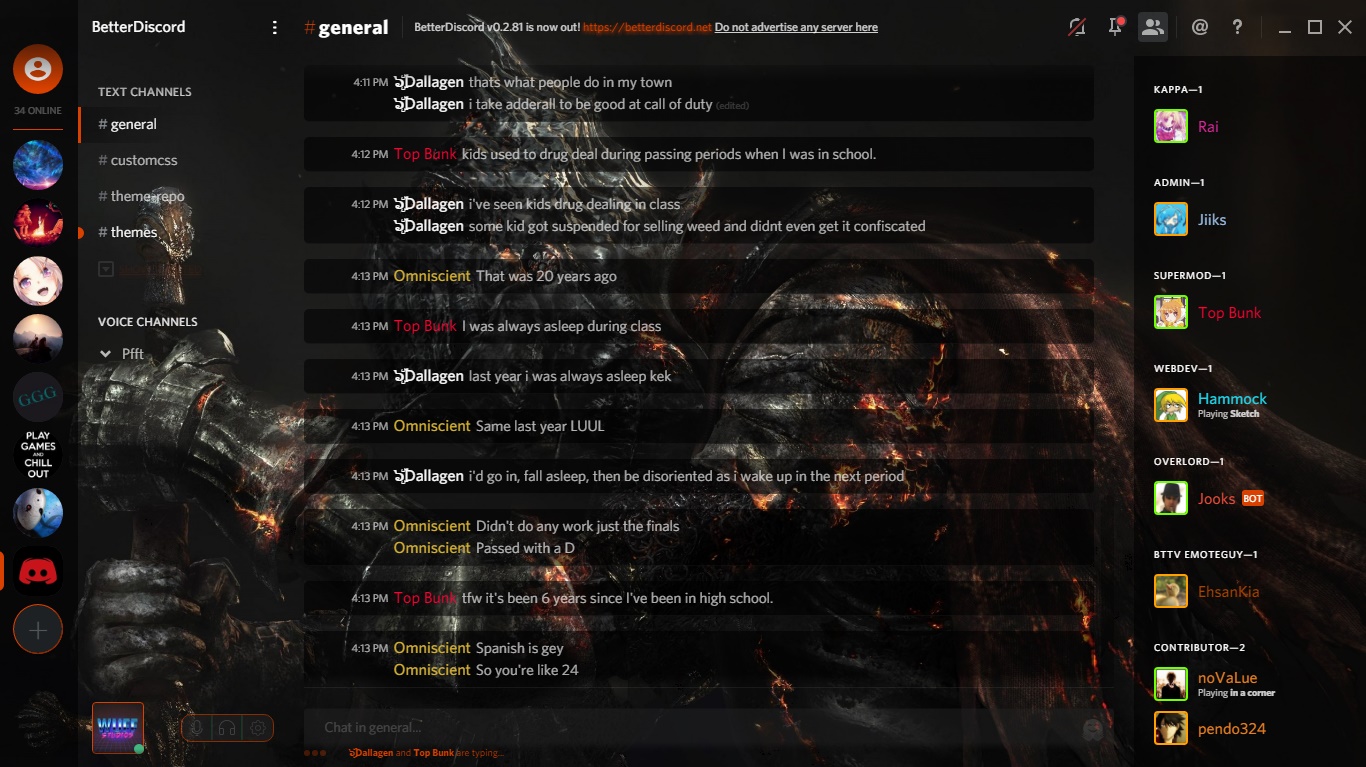 BetterDiscord
34 ONLINE
GGG
PLAY
GAMES
AND
CHILL
OUT
TEXT CHANNELS
# general
# customcss
# theme-repo
# themes
VOICE CHANNELS
Pfft
#general
BetterDiscord v0.2.81 is now out! https://betterdiscord.net Do not advertise any server here
@ ?
4:11 PM Dallagen thats what people do in my town
Dallagen i take adderall to be good at call of duty (edited)
4:12 PM Top Bunk kids used to drug deal during passing periods when I was in school.
4:12 PM Dallagen i've seen kids drug dealing in class
Dallagen some kid got suspended for selling weed and didnt even get it confiscated
4:13 PM Omniscient That was 20 years ago
4:13 PM Top Bunk I was always asleep during class
4:13 PM Dallagen last year i was always asleep kek
4:13 PM Omniscient Same last year LUUL
4:13 PM Dallagen i'd go in, fall asleep, then be disoriented as i wake up in the next period
4:13 PM Omniscient Didn't do any work just the finals
Omniscient Passed with a D
4:13 PM Top Bunk tfw it's been 6 years since I've been in high school.
4:13 PM Omniscient Spanish is gey
Omniscient So you're like 24
Chat in general...
Dallagen and Top Bunk are typing...
KAPPA—1
Rai
ADMIN—1
Jiiks
SUPERMOD—1
Top Bunk
WEBDEV—1
Hammock
Playing Sketch
OVERLORD—1
Jooks BOT
BTTV EMOTEGUY—1
EhsanKia
CONTRIBUTOR—2
noVaLue
Playing in a corner
pendo324